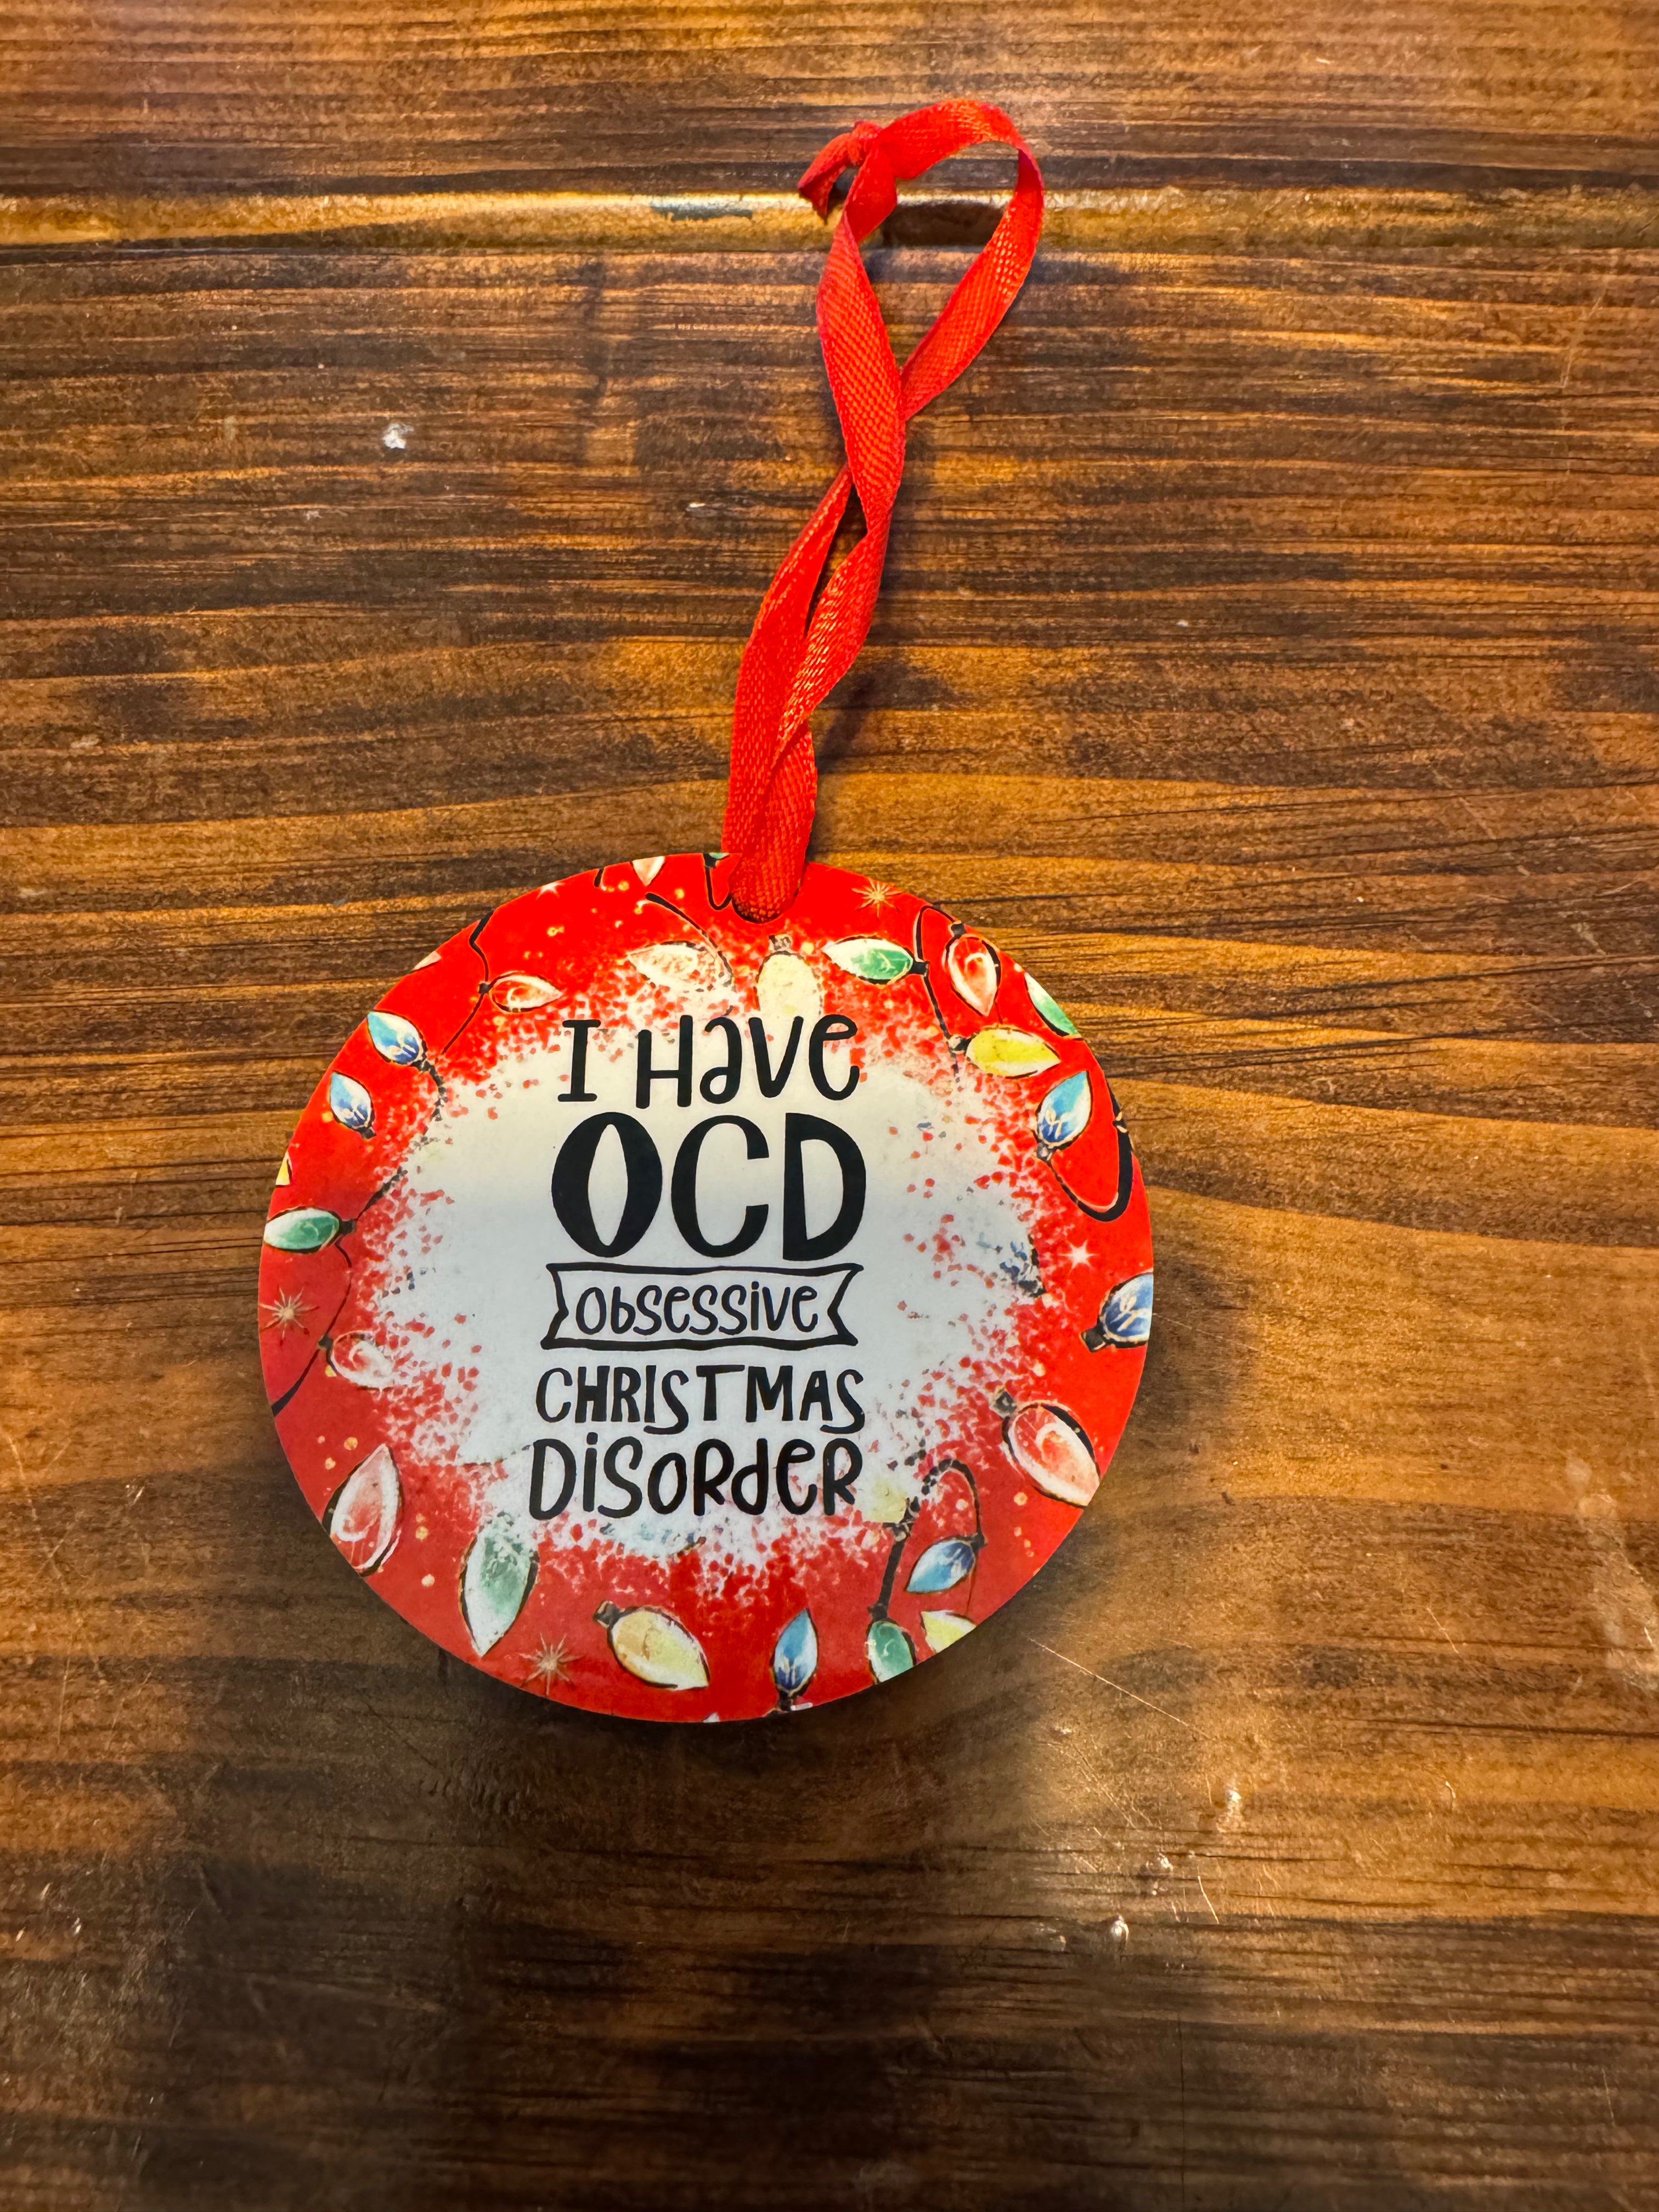 I Have
OCD
Obsessive
CHRISTMAS
DISORDER